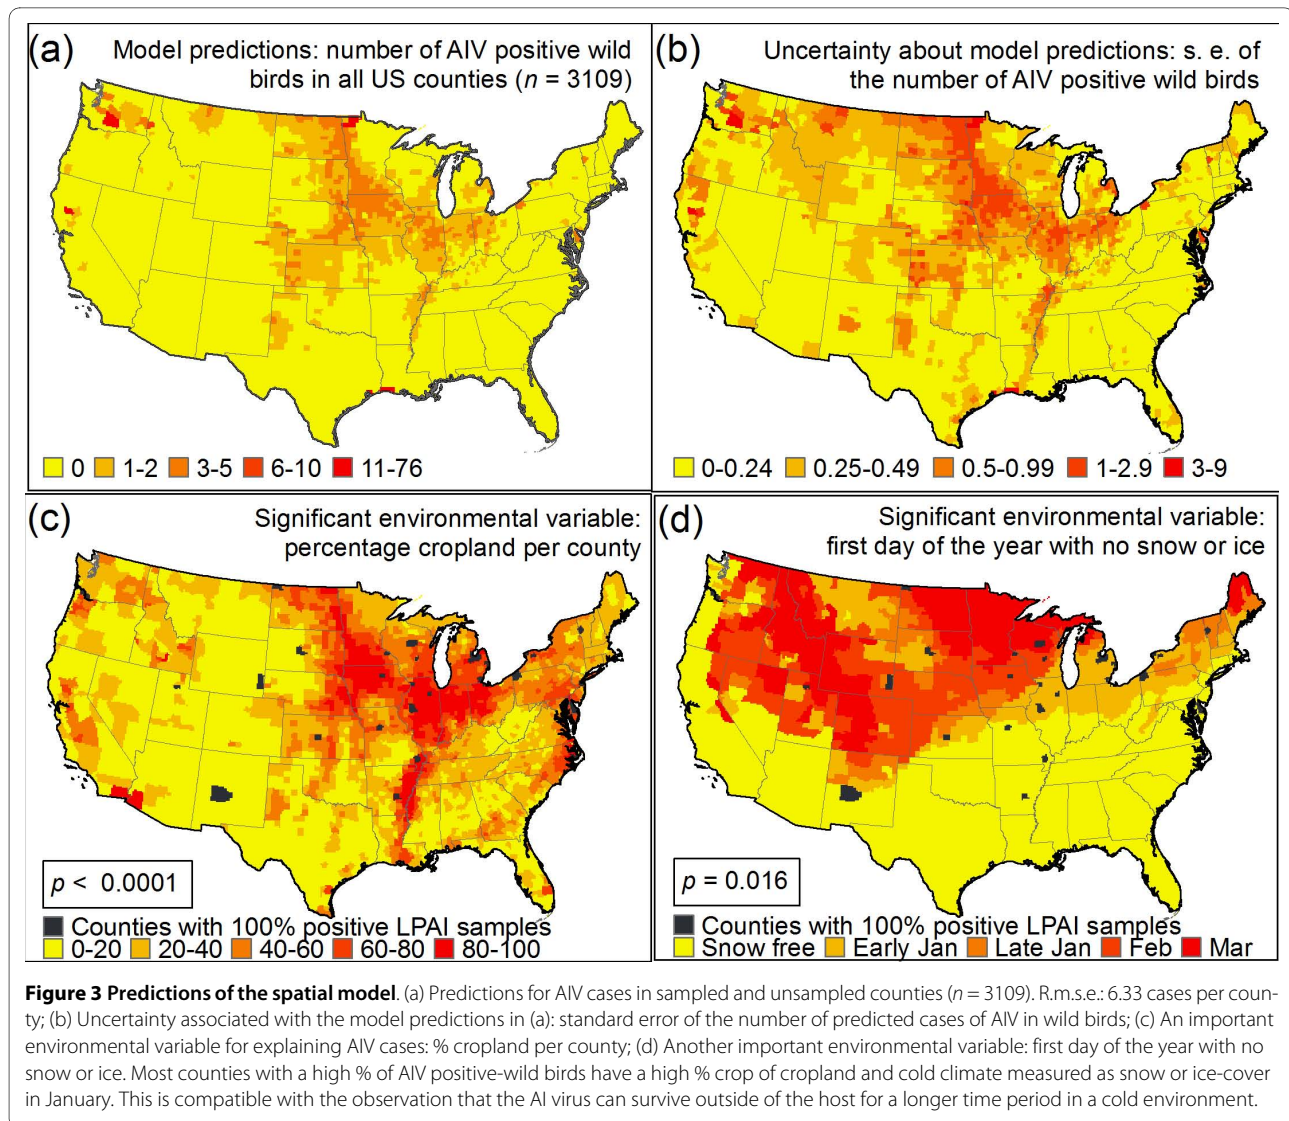 (a) Model predictions: number of AIV positive wild
birds in all US counties (n = 3109)
0 1-2 3-5 6-10 11-76
(b) Uncertainty about model predictions: s. e. of
the number of AIV positive wild birds
0-0.24 0.25-0.49 0.5-0.99 1-2.9 3-9
(c) Significant environmental variable:
percentage cropland per county
p < 0.0001
Counties with 100% positive LPAI samples
0-20 20-40 40-60 60-80 80-100
(d) Significant environmental variable:
first day of the year with no snow or ice
p = 0.016
Counties with 100% positive LPAI samples
Snow free Early Jan Late Jan Feb Mar
Figure 3 Predictions of the spatial model. (a) Predictions for AIV cases in sampled and unsampled counties (n = 3109). R.m.s.e.: 6.33 cases per coun-
ty; (b) Uncertainty associated with the model predictions in (a): standard error of the number of predicted cases of AIV in wild birds; (c) An important
environmental variable for explaining AIV cases: % cropland per county; (d) Another important environmental variable: first day of the year with no
snow or ice. Most counties with a high % of AIV positive-wild birds have a high % crop of cropland and cold climate measured as snow or ice-cover
in January. This is compatible with the observation that the AI virus can survive outside of the host for a longer time period in a cold environment.